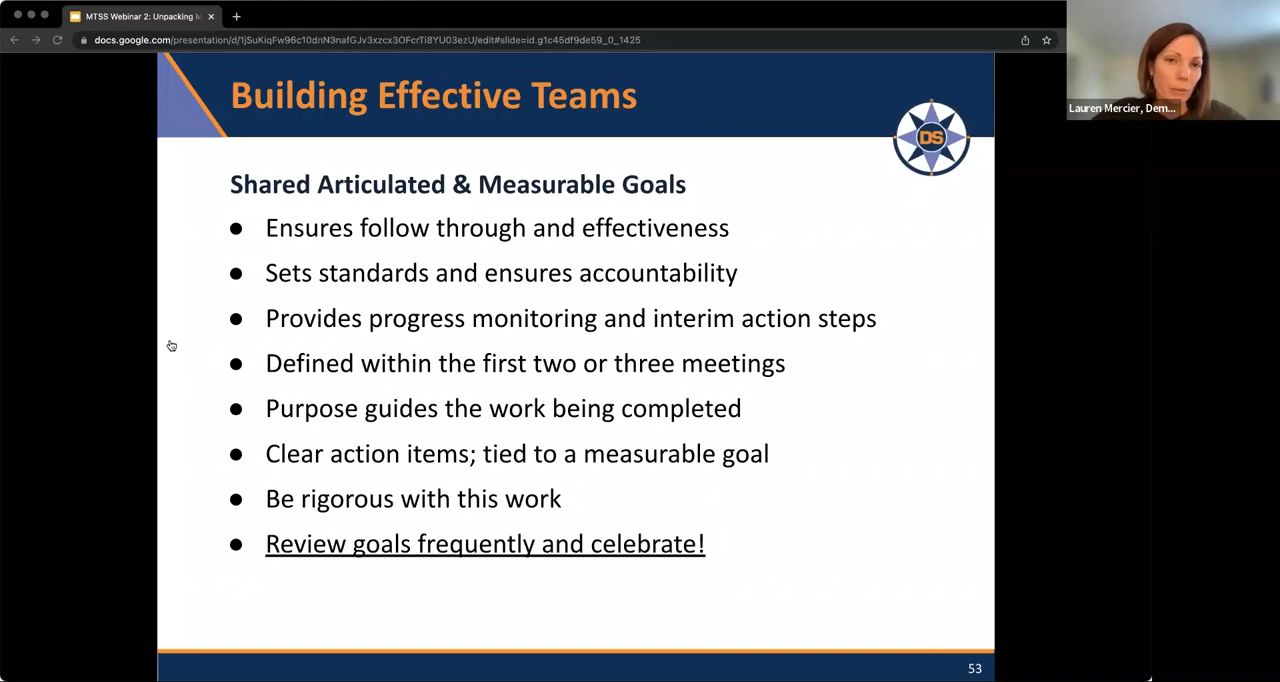 MTSS Webinar 2: Unpacking M
docs.google.com/presentation/d/1jSuKiqFw96c10dnN3nafGJv3xzcx3OFcrTi8YU03ezU/edit#slide=id.g1c45df9de59_0_1425
Lauren Mercier, Dem...
Building Effective Teams
DS
Shared Articulated & Measurable Goals
● Ensures follow through and effectiveness
● Sets standards and ensures accountability
● Provides progress monitoring and interim action steps
● Defined within the first two or three meetings
● Purpose guides the work being completed
● Clear action items; tied to a measurable goal
● Be rigorous with this work
● Review goals frequently and celebrate!
53